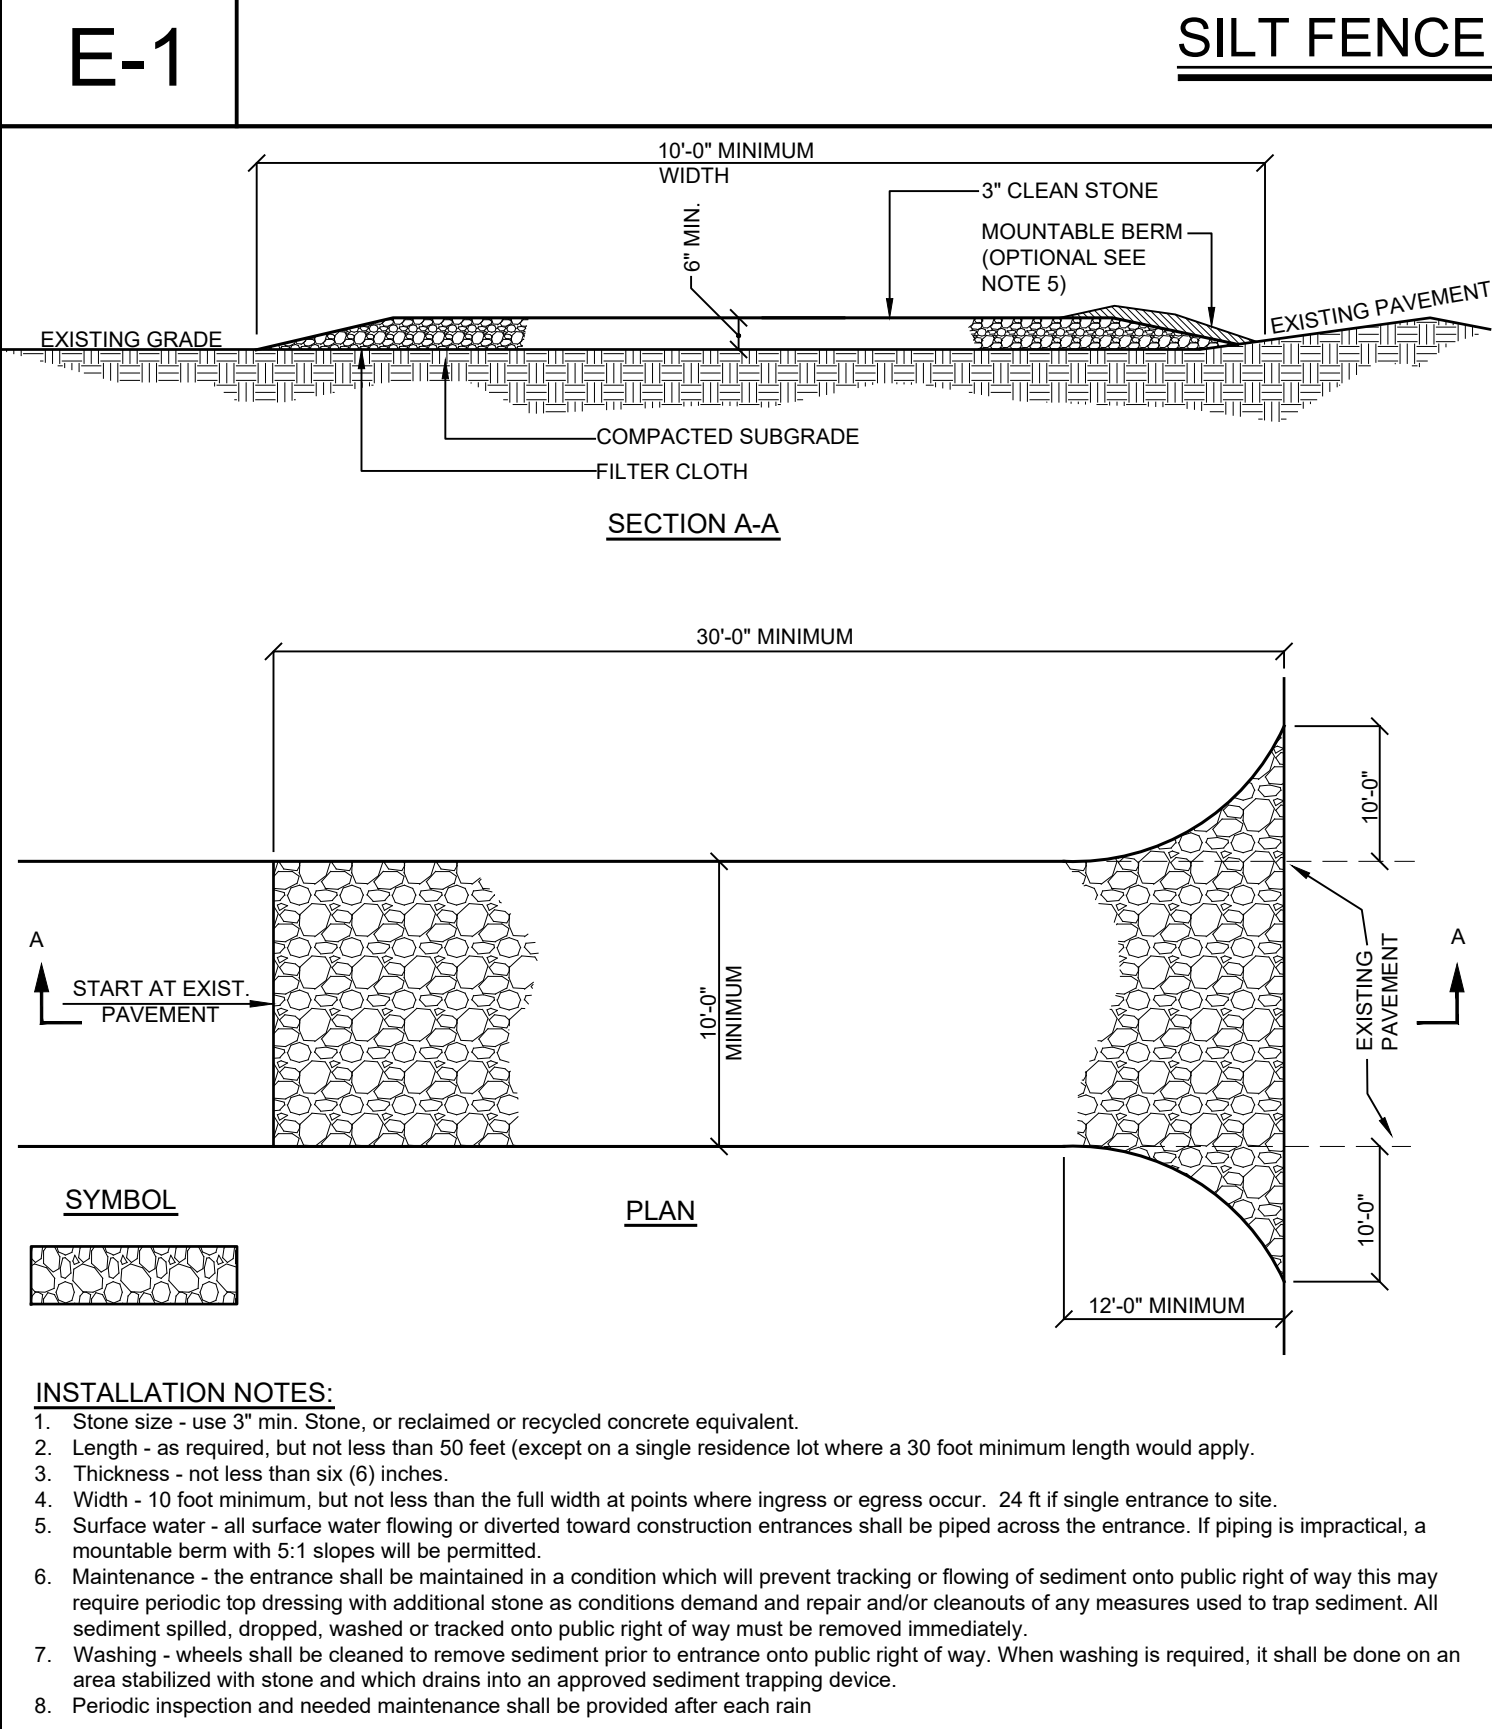 E-1
SILT FENCE
10'-0" MINIMUM
WIDTH
6" MIN.
3" CLEAN STONE
MOUNTABLE BERM
(OPTIONAL SEE
NOTE 5)
EXISTING GRADE
EXISTING PAVEMENT
COMPACTED SUBGRADE
FILTER CLOTH
SECTION A-A
30'-0" MINIMUM
10'-0"
A
START AT EXIST.
PAVEMENT
10'-0"
MINIMUM
EXISTING
PAVEMENT
A
SYMBOL
PLAN
10'-0"
12'-0" MINIMUM
INSTALLATION NOTES:
1. Stone size - use 3" min. Stone, or reclaimed or recycled concrete equivalent.
2. Length - as required, but not less than 50 feet (except on a single residence lot where a 30 foot minimum length would apply.
3. Thickness - not less than six (6) inches.
4. Width - 10 foot minimum, but not less than the full width at points where ingress or egress occur. 24 ft if single entrance to site.
5. Surface water - all surface water flowing or diverted toward construction entrances shall be piped across the entrance. If piping is impractical, a
mountable berm with 5:1 slopes will be permitted.
6. Maintenance - the entrance shall be maintained in a condition which will prevent tracking or flowing of sediment onto public right of way this may
require periodic top dressing with additional stone as conditions demand and repair and/or cleanouts of any measures used to trap sediment. All
sediment spilled, dropped, washed or tracked onto public right of way must be removed immediately.
7. Washing - wheels shall be cleaned to remove sediment prior to entrance onto public right of way. When washing is required, it shall be done on an
area stabilized with stone and which drains into an approved sediment trapping device.
8. Periodic inspection and needed maintenance shall be provided after each rain